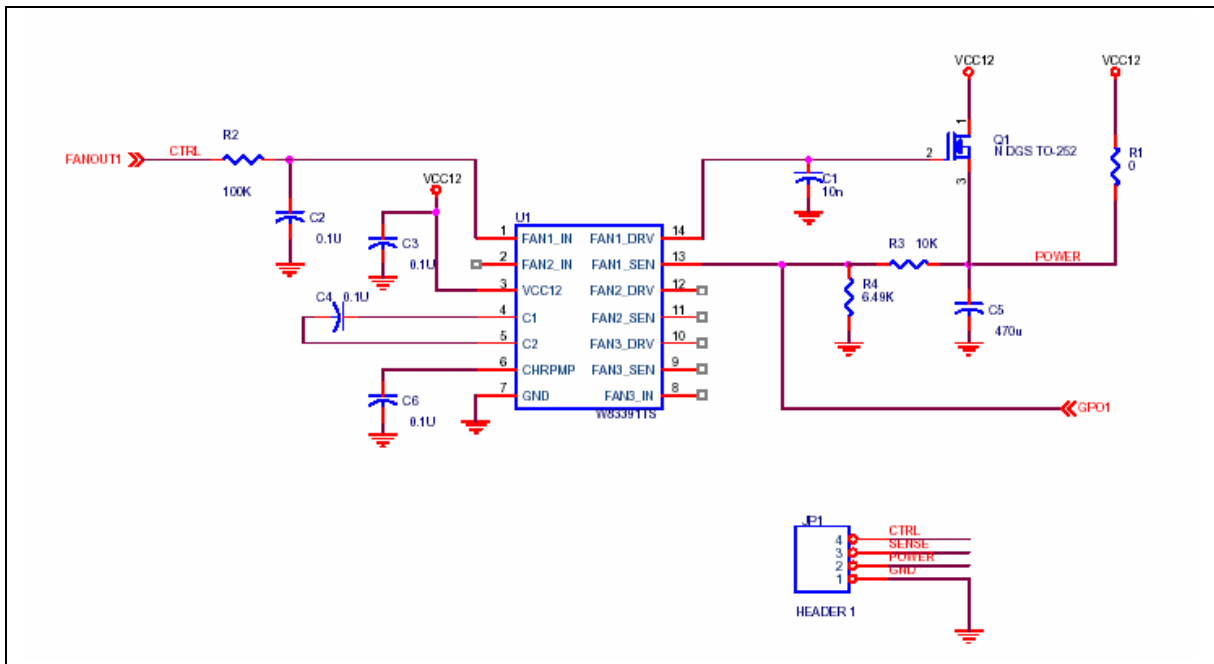 VCC12
VCC12
R2
CTRL
FANOUT1
100K
1
Q1
N DGS TO-252
2
3
R1
0
C1
10n
VCC12
C2
0.1U
C3
0.1U
U1
1 FAN1_IN FAN1_DRV 14
2 FAN2_IN FAN1_SEN 13
3 VCC12 FAN2_DRV 12
4 C1 FAN2_SEN 11
5 C2 FAN3_DRV 10
6 CHRPMP FAN3_SEN 9
7 GND FAN3_IN 8
W83391TS
C4 0.1U
C6
0.1U
R3 10K
POWER
R4
6.49K
C5
470u
GPO1
JP1
4 CTRL
3 SENSE
2 POWER
1 GND
HEADER 1